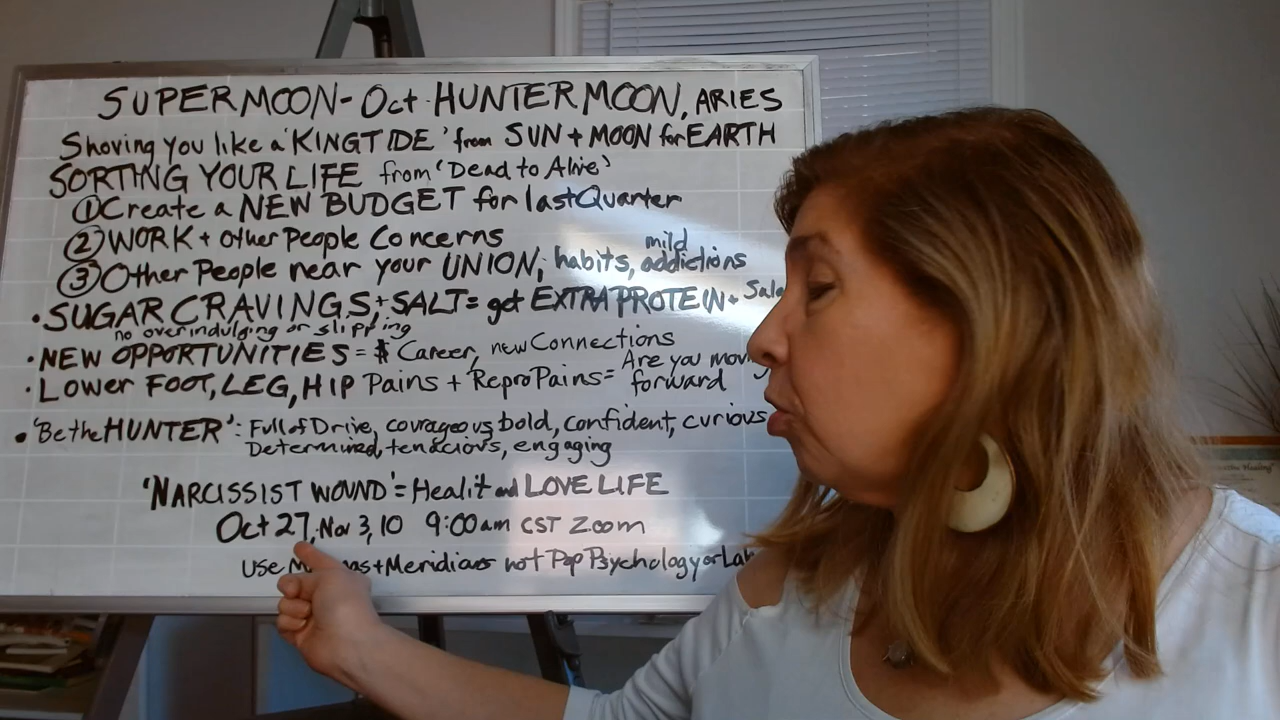 SUPERMOON - Oct. HUNTER MOON, ARIES
Shoving you like a 'KING TIDE' from SUN + MOON for EARTH
SORTING YOUR LIFE from 'Dead to Alive'
① Create a NEW BUDGET for last Quarter
② WORK + Other People Concerns
mild
③ Other People near your UNION; habits, addictions
• SUGAR CRAVINGS, + SALT = get EXTRA PROTEIN +
no overindulging or slipping
• NEW OPPORTUNITIES = $ Career, new Connections
• Lower FOOT, LEG, HIP Pains + Repro Pains = Are you
forward
• 'Be the HUNTER': Full of Drive, courageous, bold, confident, curious
Determined, tenacious, engaging
'NARCISSIST WOUND' = Heal it and LOVE LIFE
Oct 27, Nov 3, 10 9:00am CST Zoom
use + Meridians not Pop Psychology or
Healing